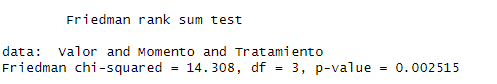 Friedman rank sum test
data:  Valor and Momento and Tratamiento
Friedman chi-squared = 14.308, df = 3, p-value = 0.002515